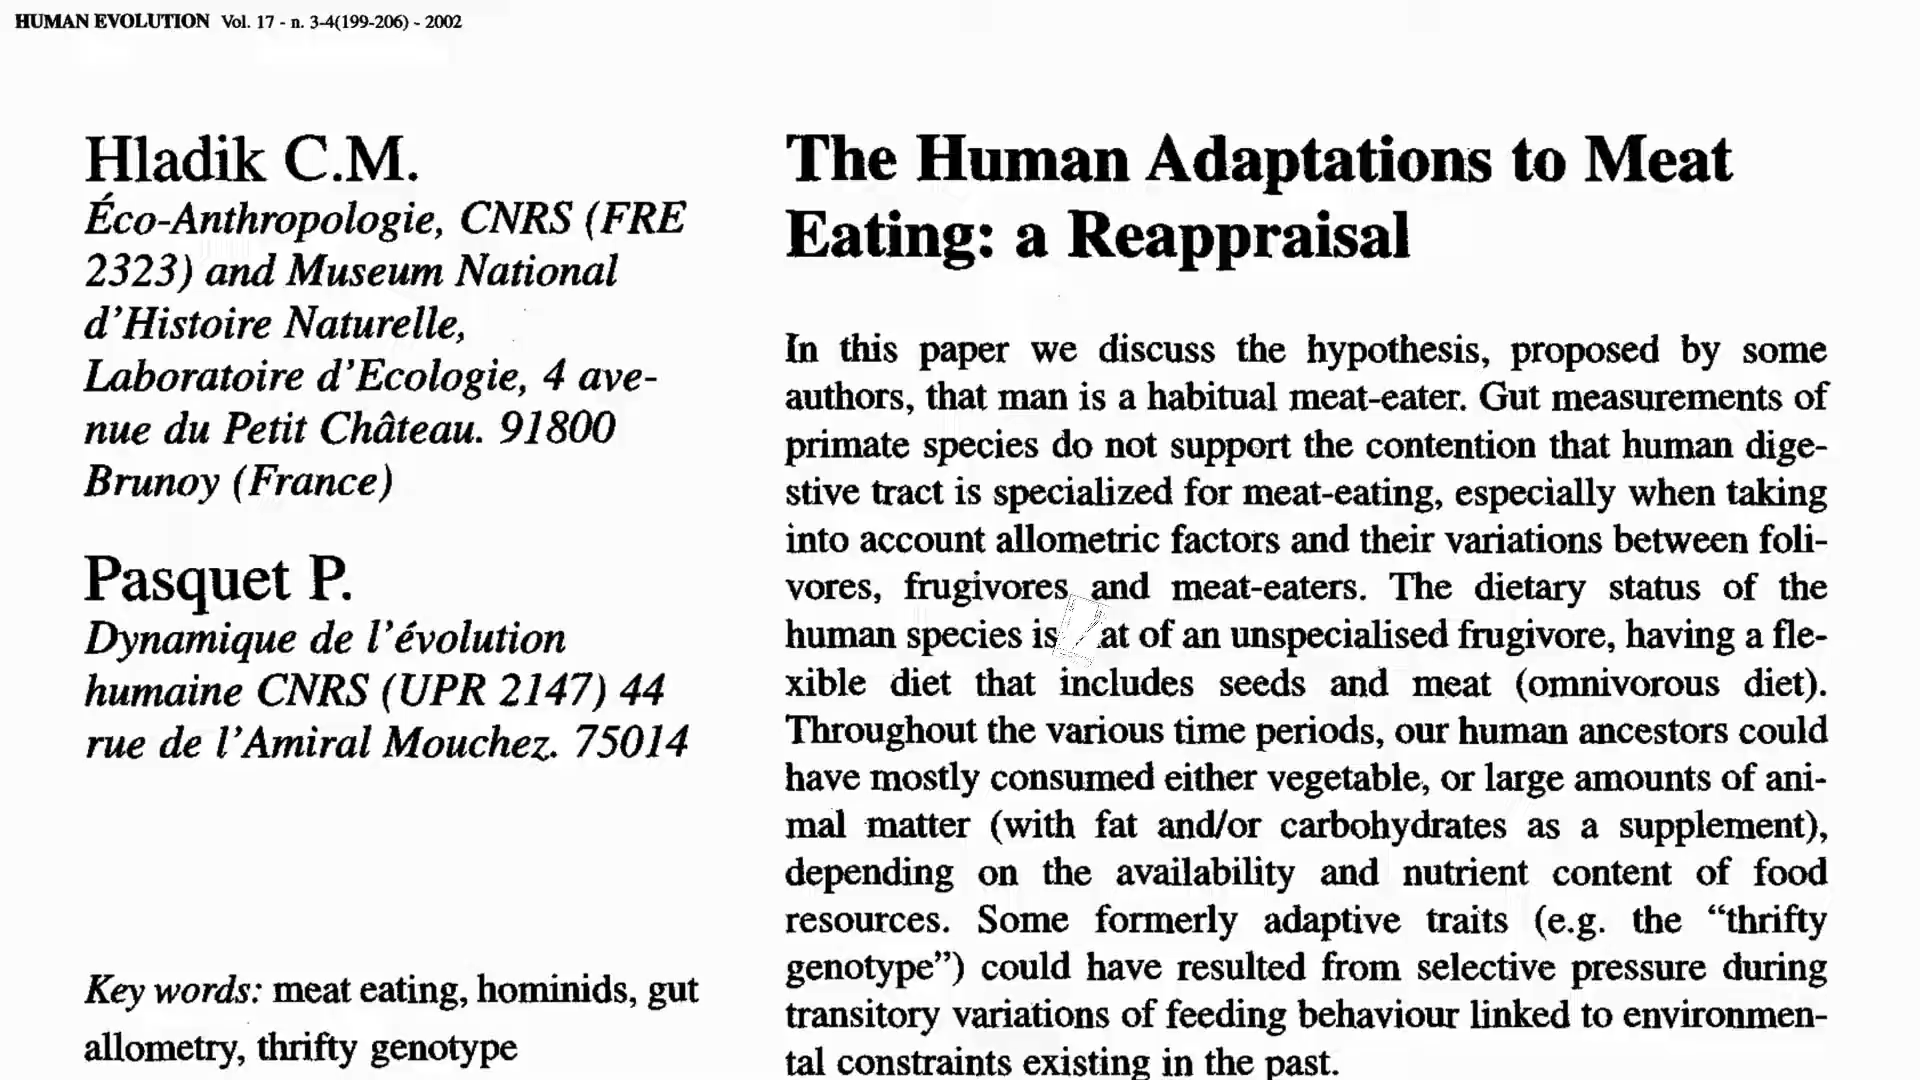 HUMAN EVOLUTION Vol. 17 - n. 3-4(199-206) - 2002
Hladik C.M.
Éco-Anthropologie, CNRS (FRE
2323) and Museum National
d'Histoire Naturelle,
Laboratoire d'Ecologie, 4 ave-
nue du Petit Château. 91800
Brunoy (France)
Pasquet P.
Dynamique de l'évolution
humaine CNRS (UPR 2147) 44
rue de l'Amiral Mouchez. 75014
Key words: meat eating, hominids, gut
allometry, thrifty genotype
The Human Adaptations to Meat
Eating: a Reappraisal
In this paper we discuss the hypothesis, proposed by some
authors, that man is a habitual meat-eater. Gut measurements of
primate species do not support the contention that human dige-
stive tract is specialized for meat-eating, especially when taking
into account allometric factors and their variations between foli-
vores, frugivores and meat-eaters. The dietary status of the
human species is at of an unspecialised frugivore, having a fle-
xible diet that includes seeds and meat (omnivorous diet).
Throughout the various time periods, our human ancestors could
have mostly consumed either vegetable, or large amounts of ani-
mal matter (with fat and/or carbohydrates as a supplement),
depending on the availability and nutrient content of food
resources. Some formerly adaptive traits (e.g. the “thrifty
genotype”) could have resulted from selective pressure during
transitory variations of feeding behaviour linked to environmen-
tal constraints existing in the past.